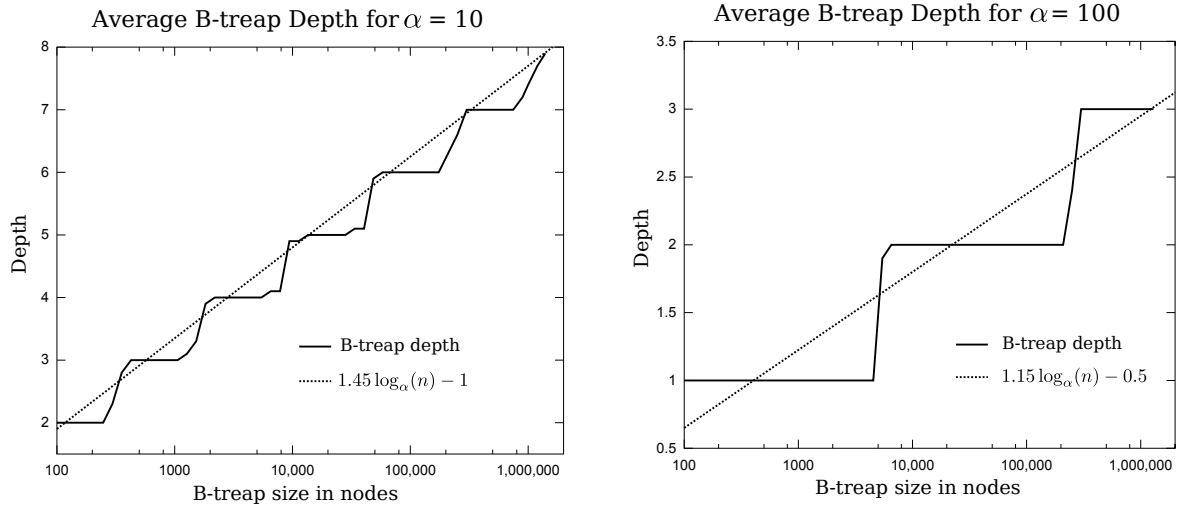 Average B-treap Depth for α = 10
8
7
6
5
4
3
2
Depth
B-treap depth
1.45 log_α(n) − 1
100
1000
10,000
100,000
1,000,000
B-treap size in nodes
Average B-treap Depth for α = 100
3.5
3
2.5
2
1.5
1
0.5
Depth
B-treap depth
1.15 log_α(n) − 0.5
100
1000
10,000
100,000
1,000,000
B-treap size in nodes